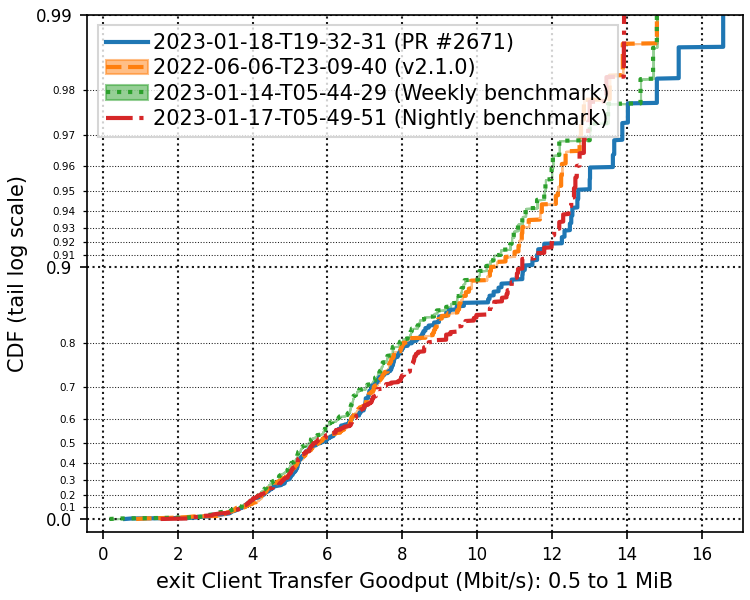 2023-01-18-T19-32-31 (PR #2671)
2022-06-06-T23-09-40 (v2.1.0)
2023-01-14-T05-44-29 (Weekly benchmark)
2023-01-17-T05-49-51 (Nightly benchmark)
CDF (tail log scale)
0.99
0.98
0.97
0.96
0.95
0.94
0.93
0.92
0.91
0.9
0.8
0.7
0.6
0.5
0.4
0.3
0.2
0.1
0.0
0 2 4 6 8 10 12 14 16
exit Client Transfer Goodput (Mbit/s): 0.5 to 1 MiB